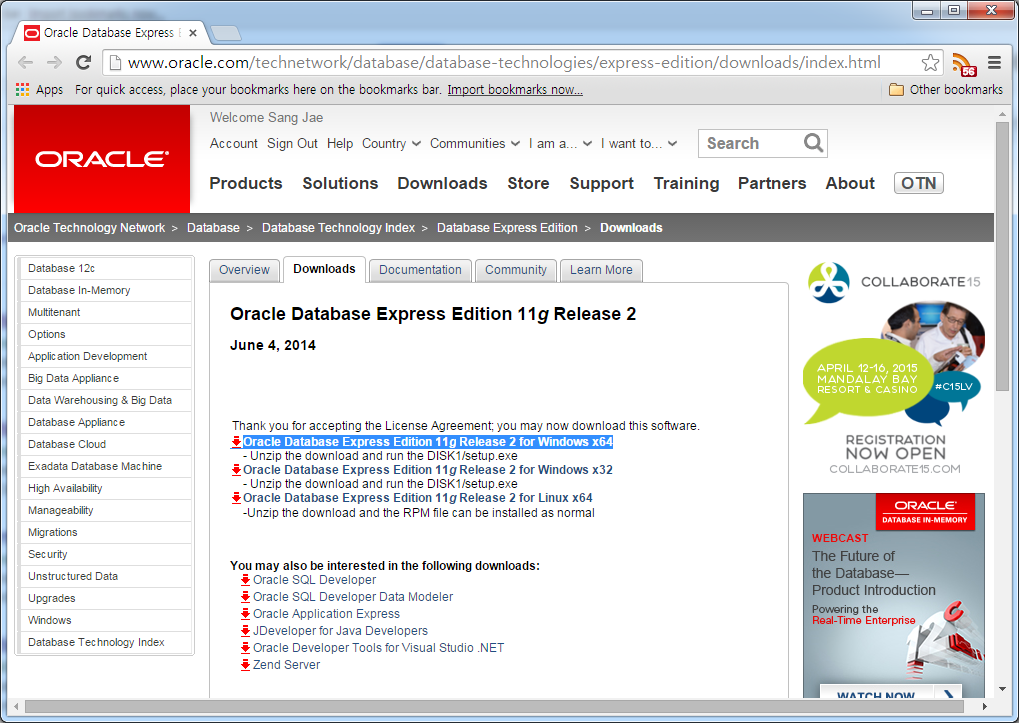 Oracle Database Express E
www.oracle.com/technetwork/database/database-technologies/express-edition/downloads/index.html
56
Apps For quick access, place your bookmarks here on the bookmarks bar. Import bookmarks now... Other bookmarks
ORACLE
Welcome Sang Jae
Account Sign Out Help Country Communities I am a... I want to... Search
Products Solutions Downloads Store Support Training Partners About OTN
Oracle Technology Network > Database > Database Technology Index > Database Express Edition > Downloads
Database 12c
Database In-Memory
Multitenant
Options
Application Development
Big Data Appliance
Data Warehousing & Big Data
Database Appliance
Database Cloud
Exadata Database Machine
High Availability
Manageability
Migrations
Security
Unstructured Data
Upgrades
Windows
Database Technology Index
Overview Downloads Documentation Community Learn More
Oracle Database Express Edition 11g Release 2
June 4, 2014
Thank you for accepting the License Agreement; you may now download this software.
Oracle Database Express Edition 11g Release 2 for Windows x64
- Unzip the download and run the DISK1/setup.exe
Oracle Database Express Edition 11g Release 2 for Windows x32
- Unzip the download and run the DISK1/setup.exe
Oracle Database Express Edition 11g Release 2 for Linux x64
-Unzip the download and the RPM file can be installed as normal
You may also be interested in the following downloads:
Oracle SQL Developer
Oracle SQL Developer Data Modeler
Oracle Application Express
JDeveloper for Java Developers
Oracle Developer Tools for Visual Studio .NET
Zend Server
COLLABORATE15
APRIL 12-16, 2015
MANDALAY BAY
RESORT & CASINO
#C15LV
REGISTRATION
NOW OPEN
COLLABORATE15.COM
ORACLE
DATABASE IN-MEMORY
WEBCAST
The Future of
the Database—
Product Introduction
Powering the
Real-Time Enterprise
WATCH NOW